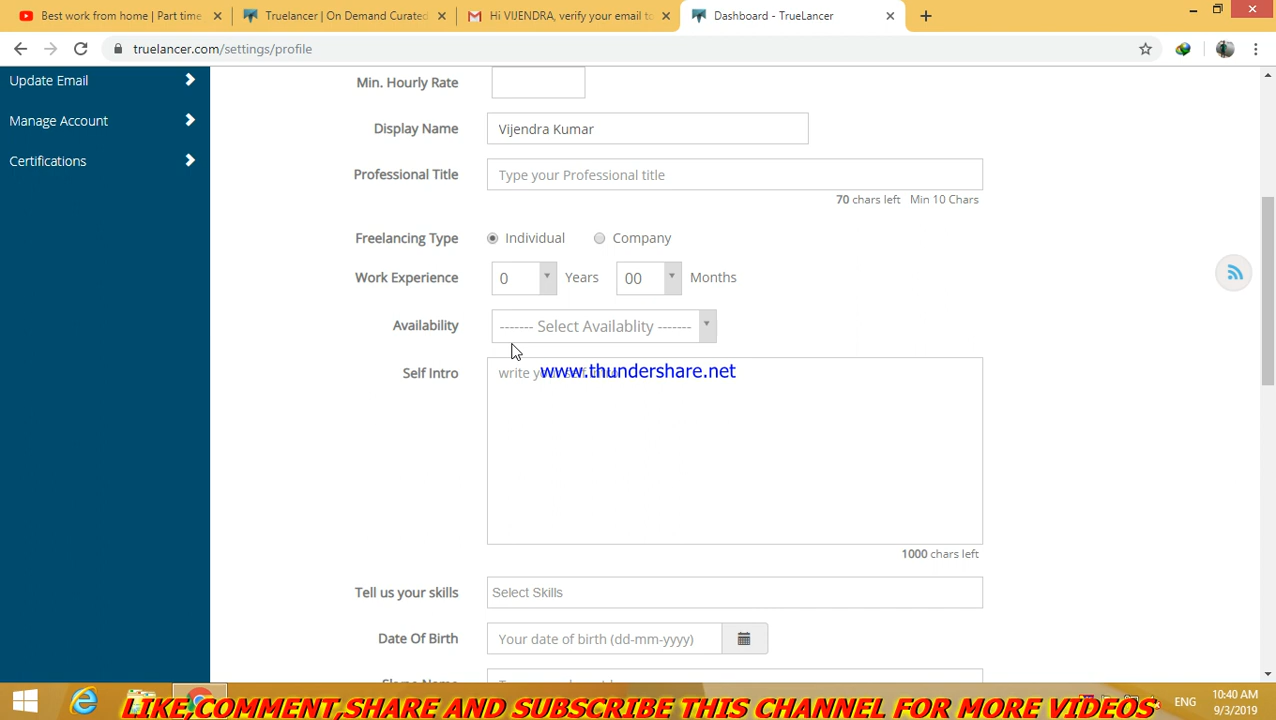 Best work from home | Part time
Truelancer | On Demand Curated
Hi VIJENDRA, verify your email to
Dashboard - TrueLancer
truelancer.com/settings/profile
Update Email
Manage Account
Certifications
Min. Hourly Rate
Display Name
Vijendra Kumar
Professional Title
Type your Professional title
70 chars left Min 10 Chars
Freelancing Type
Individual
Company
Work Experience
0
Years
00
Months
Availability
------- Select Availablity -------
Self Intro
write
www.thundershare.net
1000 chars left
Tell us your skills
Select Skills
Date Of Birth
Your date of birth (dd-mm-yyyy)
ENG
10:40 AM
9/3/2019
LIKE,COMMENT,SHARE AND SUBSCRIBE THIS CHANNEL FOR MORE VIDEOS